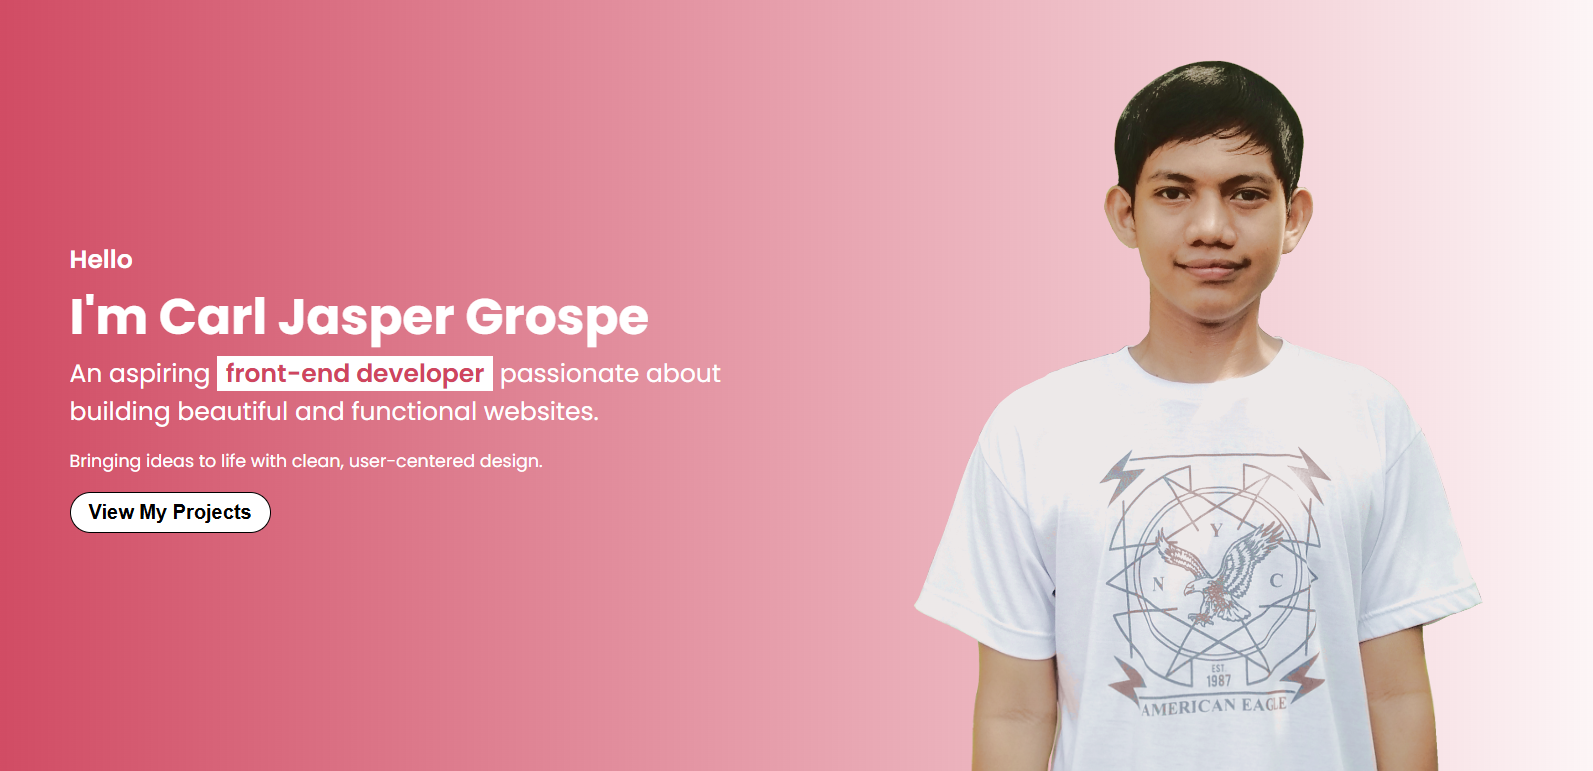 Hello
I'm Carl Jasper Grospe
An aspiring front-end developer passionate about
building beautiful and functional websites.
Bringing ideas to life with clean, user-centered design.
View My Projects
Y
N C
EST.
1987
AMERICAN EAGLE